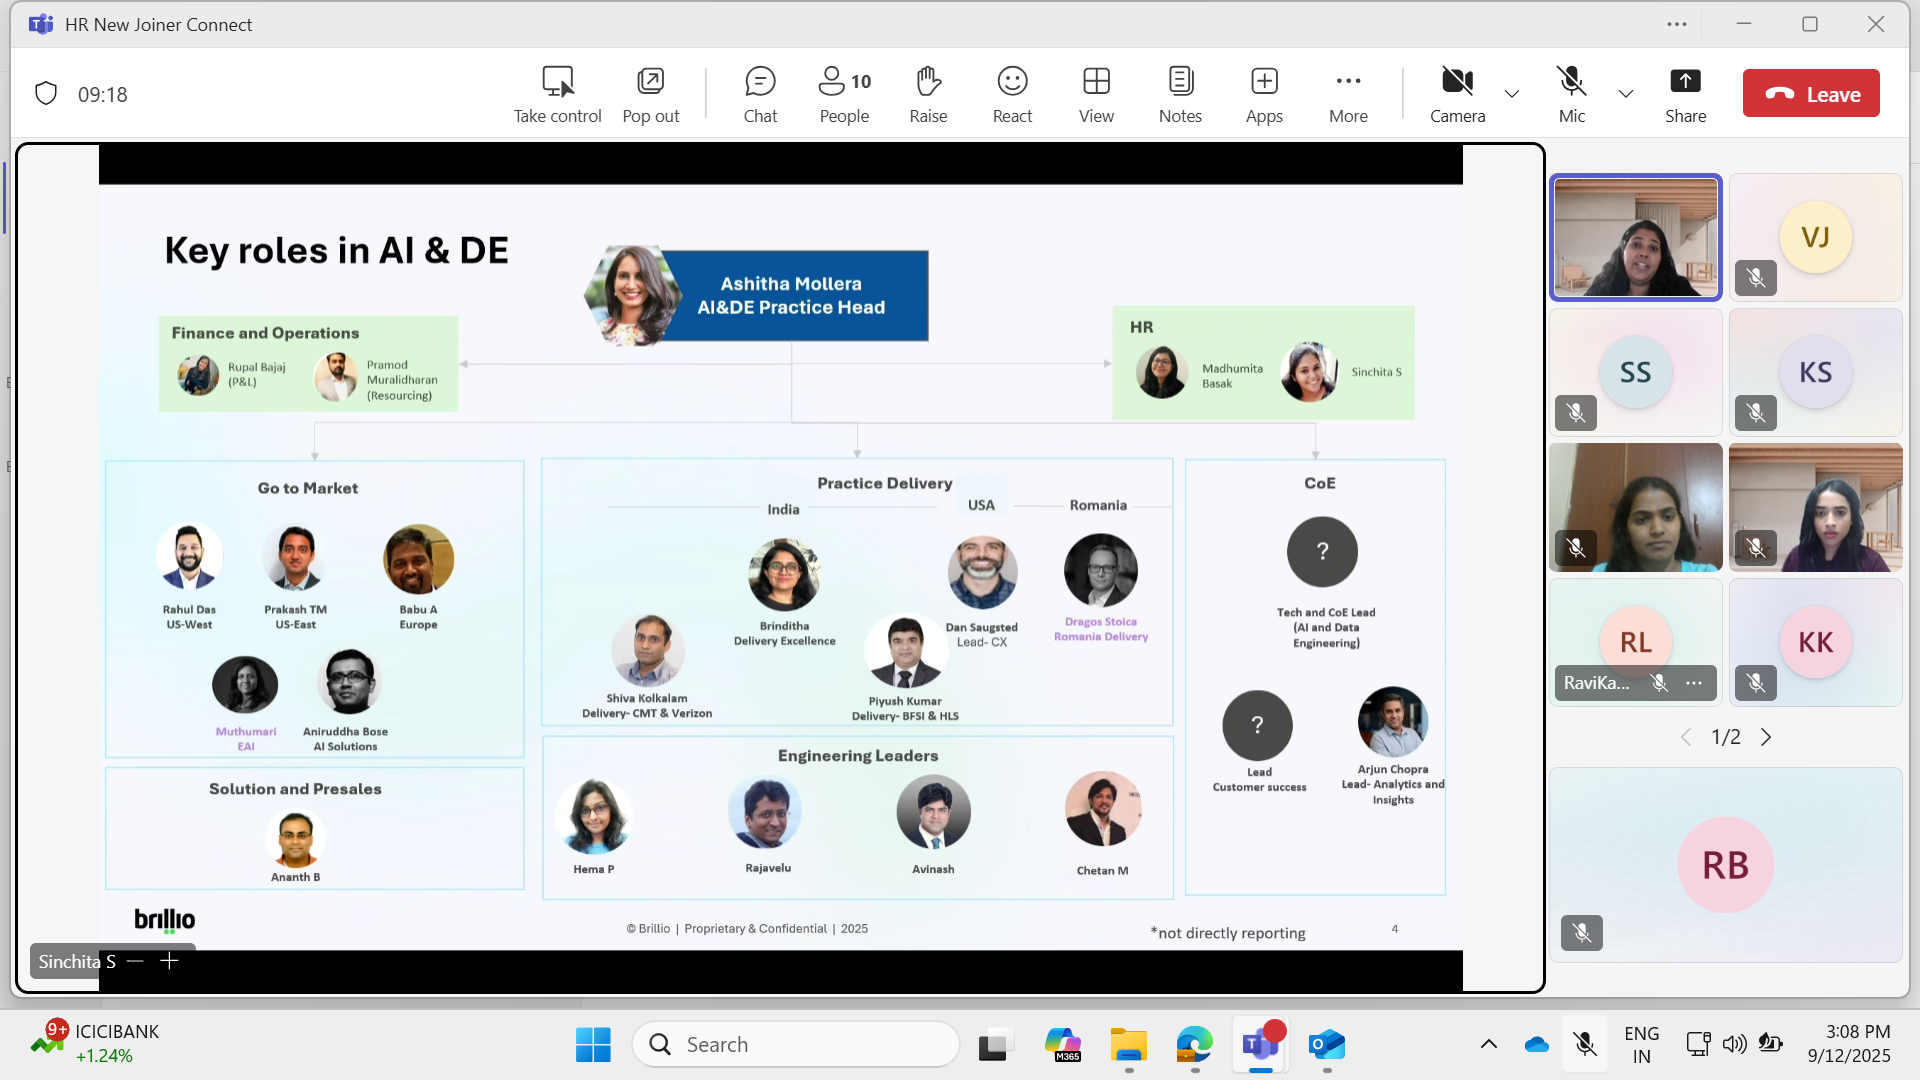 HR New Joiner Connect
09:18
Take control
Pop out
Chat
10
People
Raise
React
View
Notes
Apps
More
Camera
Mic
Share
Leave
Key roles in AI & DE
Ashitha Mollera
AI&DE Practice Head
Finance and Operations
Rupal Bajaj
(P&L)
Pramod
Muralidharan
(Resourcing)
HR
Madhumita
Basak
Sinchita S
Go to Market
Rahul Das
US-West
Prakash TM
US-East
Babu A
Europe
Muthumari
EAI
Aniruddha Bose
AI Solutions
Solution and Presales
Ananth B
Practice Delivery
India
USA
Romania
Brinditha
Delivery Excellence
Dan Saugsted
Lead- CX
Dragos Stoica
Romania Delivery
Shiva Kolkalam
Delivery- CMT & Verizon
Piyush Kumar
Delivery- BFSI & HLS
Engineering Leaders
Hema P
Rajavelu
Avinash
Chetan M
CoE
?
Tech and CoE Lead
(AI and Data
Engineering)
?
Lead
Customer success
Arjun Chopra
Lead- Analytics and
Insights
brillio
© Brillio | Proprietary & Confidential | 2025
*not directly reporting
4
Sinchita S
VJ
SS
KS
RL
RaviKa...
KK
1/2
RB
9+
ICICIBANK
+1.24%
Search
M365
ENG
IN
3:08 PM
9/12/2025